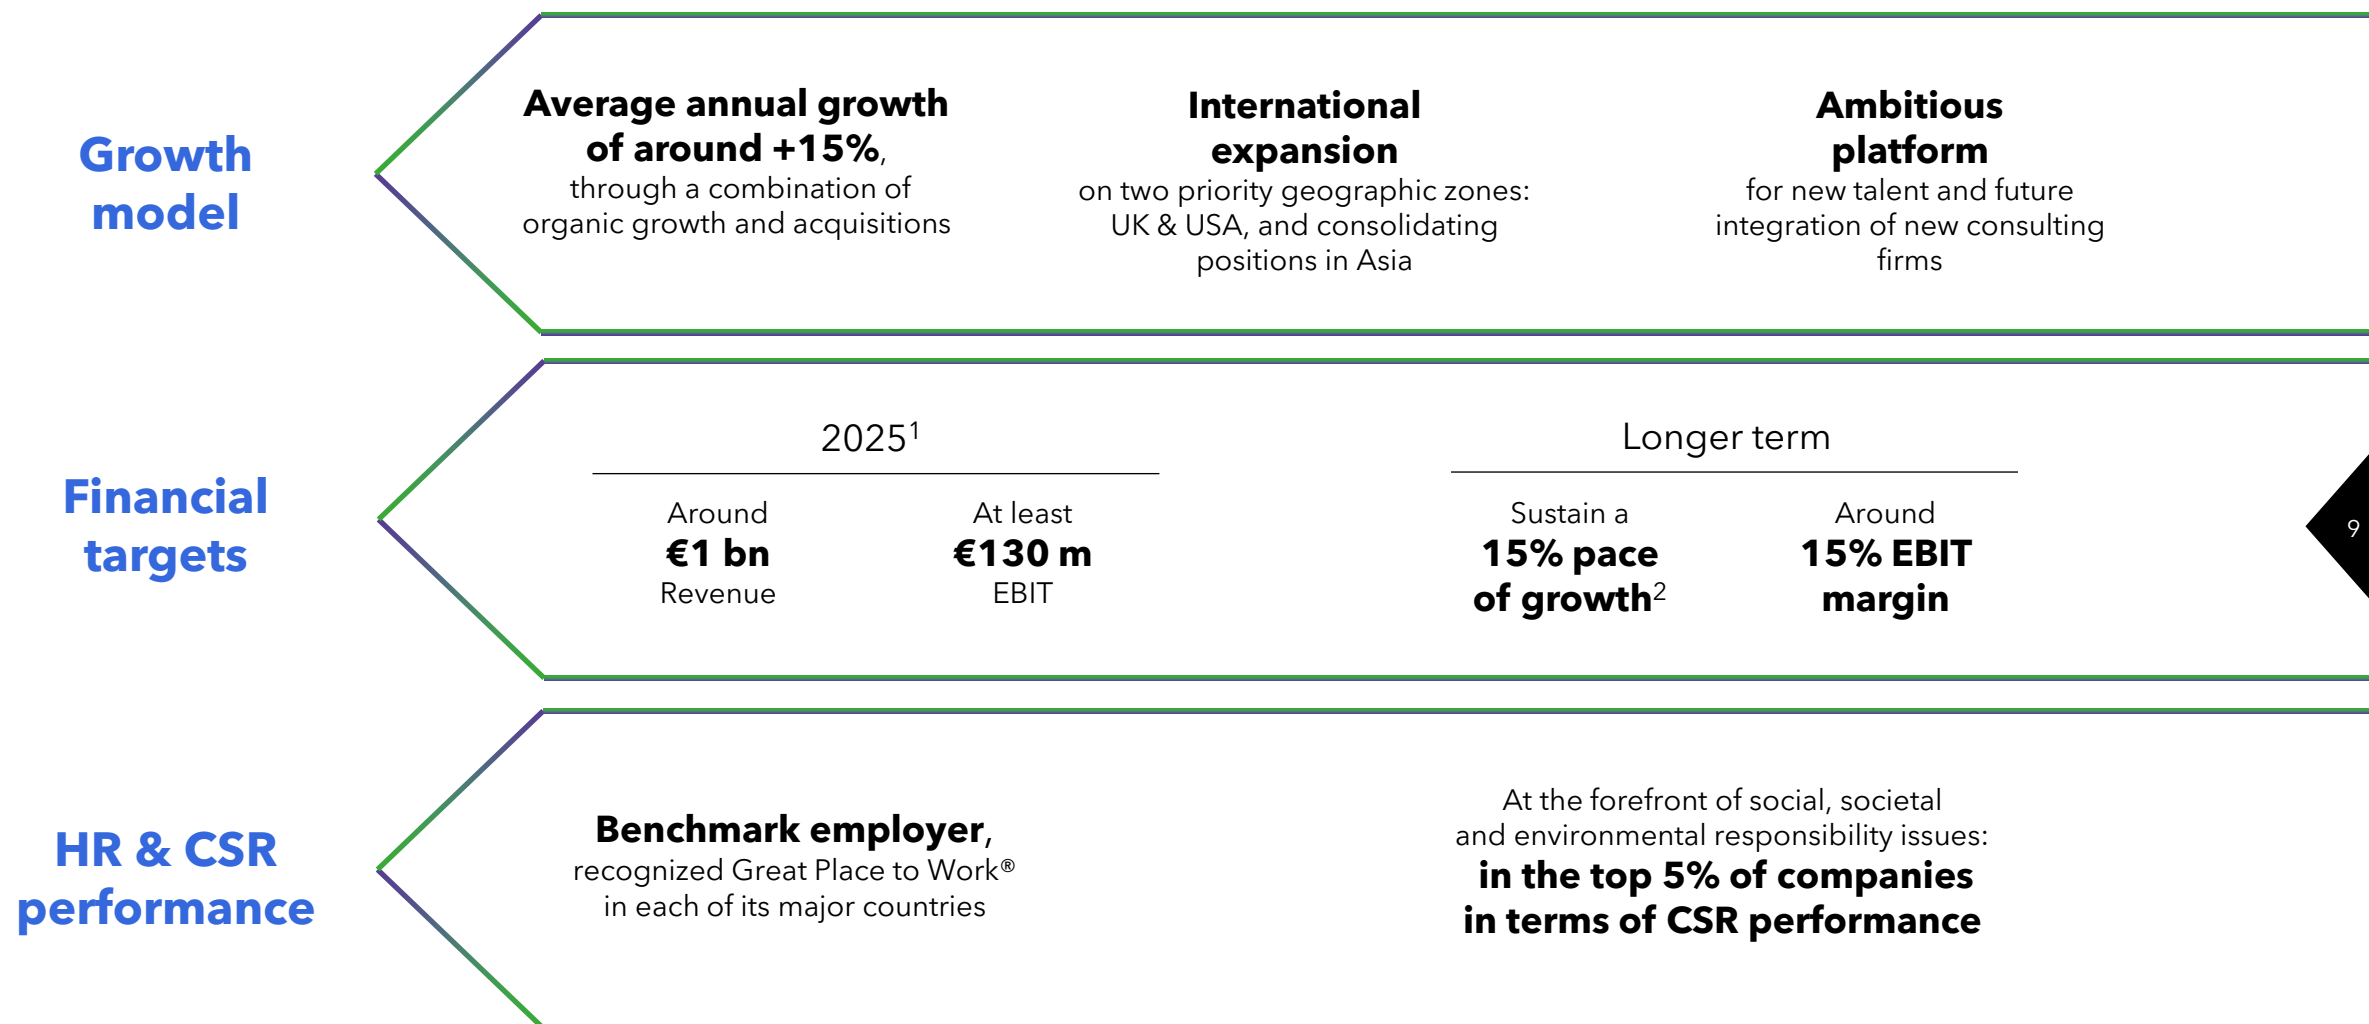 Growth
model
Average annual growth
of around +15%,
through a combination of
organic growth and acquisitions
International
expansion
on two priority geographic zones:
UK & USA, and consolidating
positions in Asia
Ambitious
platform
for new talent and future
integration of new consulting
firms
Financial
targets
2025¹
Around
€1 bn
Revenue
At least
€130 m
EBIT
Longer term
Sustain a
15% pace
of growth²
Around
15% EBIT
margin
9
HR & CSR
performance
Benchmark employer,
recognized Great Place to Work®
in each of its major countries
At the forefront of social, societal
and environmental responsibility issues:
in the top 5% of companies
in terms of CSR performance